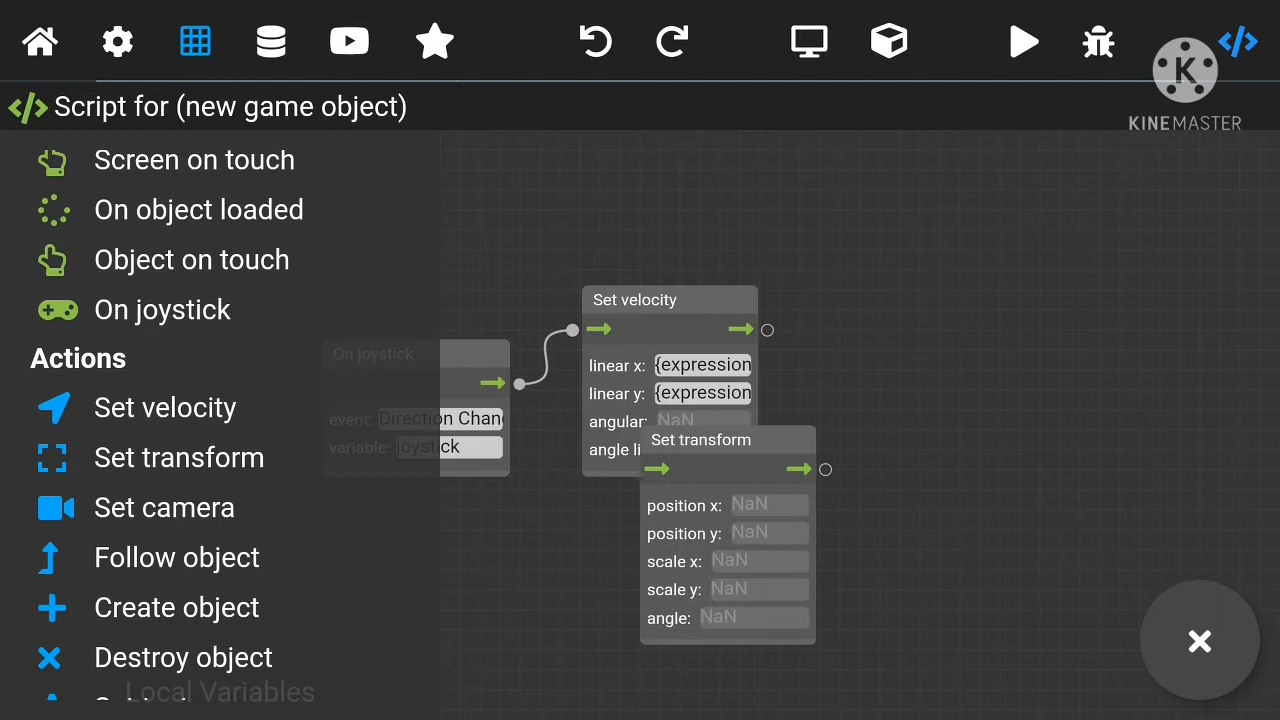 K
KINEMASTER
Script for (new game object)
Screen on touch
On object loaded
Object on touch
On joystick
Actions
Set velocity
Set transform
Set camera
Follow object
Create object
Destroy object
Local Variables
On joystick
event: Direction Chan
variable: joystick
Set velocity
linear x: {expression
linear y: {expression
angular: NaN
angle li
Set transform
position x: NaN
position y: NaN
scale x: NaN
scale y: NaN
angle: NaN